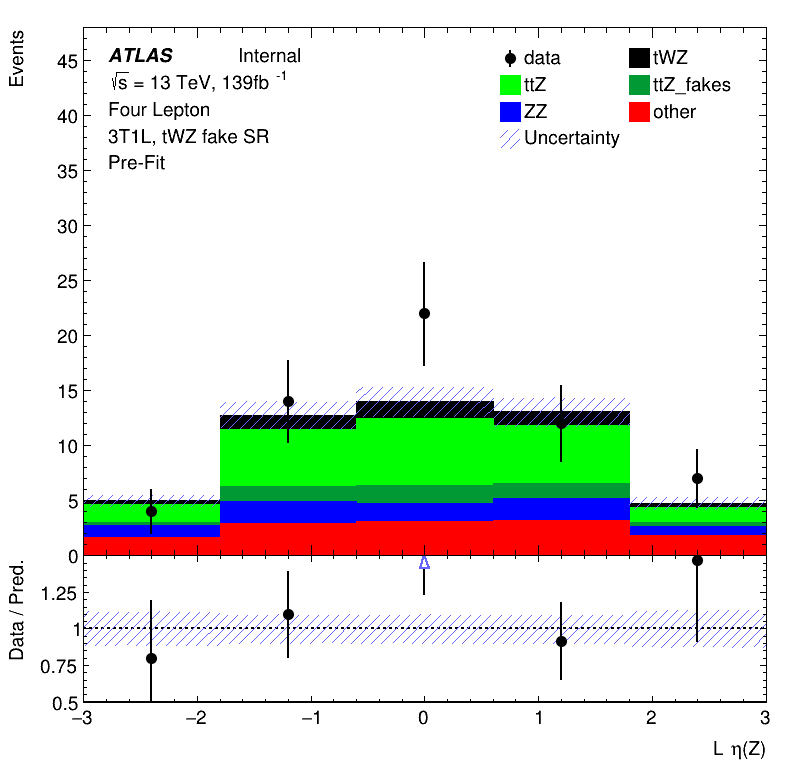 Events
ATLAS Internal
√s = 13 TeV, 139fb -1
Four Lepton
3T1L, tWZ fake SR
Pre-Fit
data tWZ
ttZ ttZ_fakes
ZZ other
Uncertainty
45
40
35
30
25
20
15
10
5
0
Data / Pred.
1.25
1
0.75
0.5
−3 −2 −1 0 1 2 3
L η(Z)